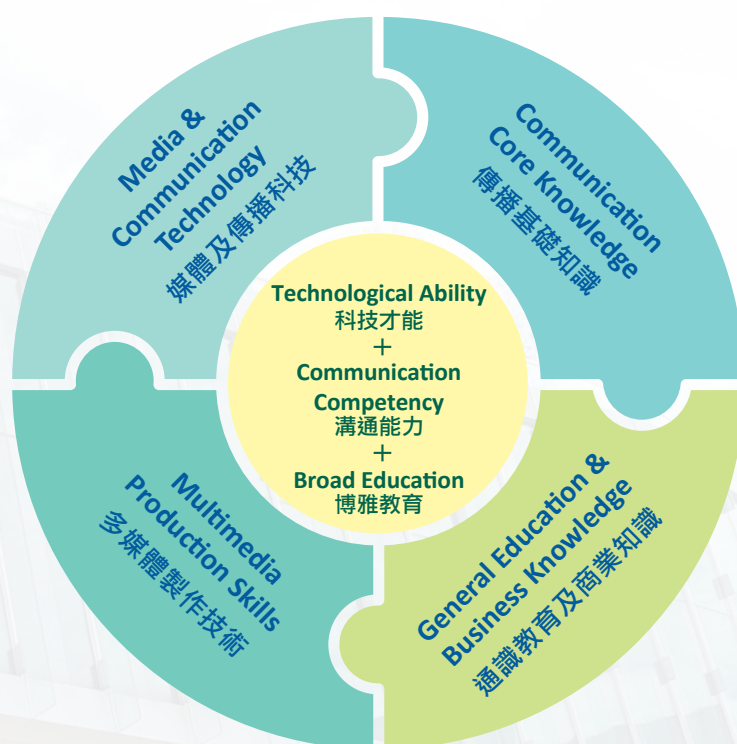 Media &
Communication
Technology
媒體及傳播科技
Communication
Core Knowledge
傳播基礎知識
Technological Ability
科技才能
+
Communication
Competency
溝通能力
+
Broad Education
博雅教育
Multimedia
Production Skills
多媒體製作技術
General Education &
Business Knowledge
通識教育及商業知識